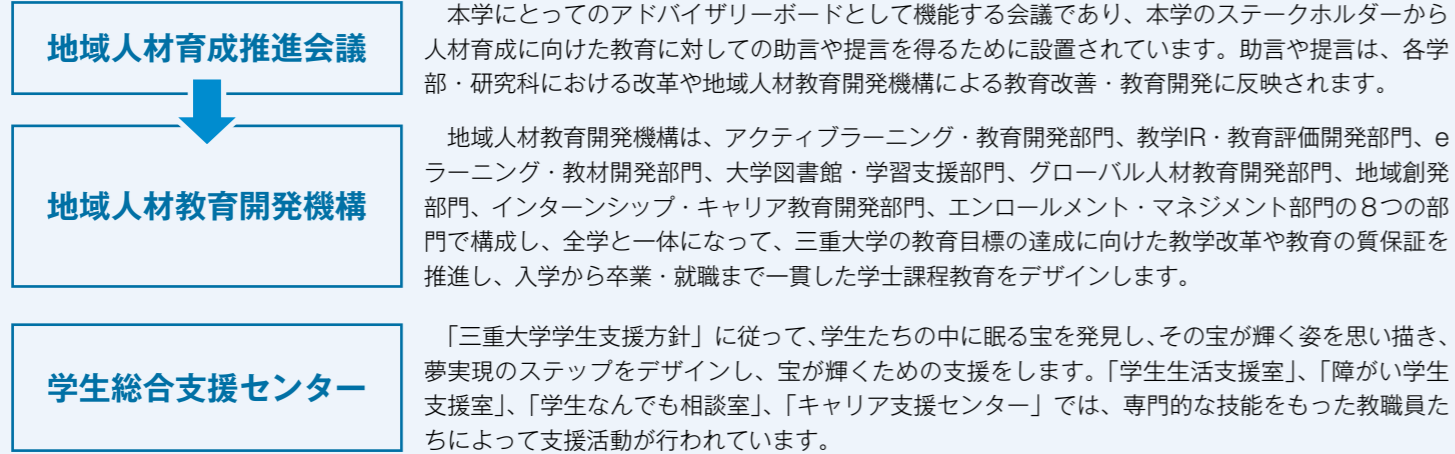 地域人材育成推進会議
本学にとってのアドバイザリーボードとして機能する会議であり、本学のステークホルダーから
人材育成に向けた教育に対しての助言や提言を得るために設置されています。助言や提言は、各学
部・研究科における改革や地域人材教育開発機構による教育改善・教育開発に反映されます。
地域人材教育開発機構
地域人材教育開発機構は、アクティブラーニング・教育開発部門、教学IR・教育評価開発部門、e
ラーニング・教材開発部門、大学図書館・学習支援部門、グローバル人材教育開発部門、地域創発
部門、インターンシップ・キャリア教育開発部門、エンロールメント・マネジメント部門の8つの部
門で構成し、全学と一体になって、三重大学の教育目標の達成に向けた教学改革や教育の質保証を
推進し、入学から卒業・就職まで一貫した学士課程教育をデザインします。
学生総合支援センター
「三重大学学生支援方針」に従って、学生たちの中に眠る宝を発見し、その宝が輝く姿を思い描き、
夢実現のステップをデザインし、宝が輝くための支援をします。「学生生活支援室」、「障がい学生
支援室」、「学生なんでも相談室」、「キャリア支援センター」では、専門的な技能をもった教職員た
ちによって支援活動が行われています。